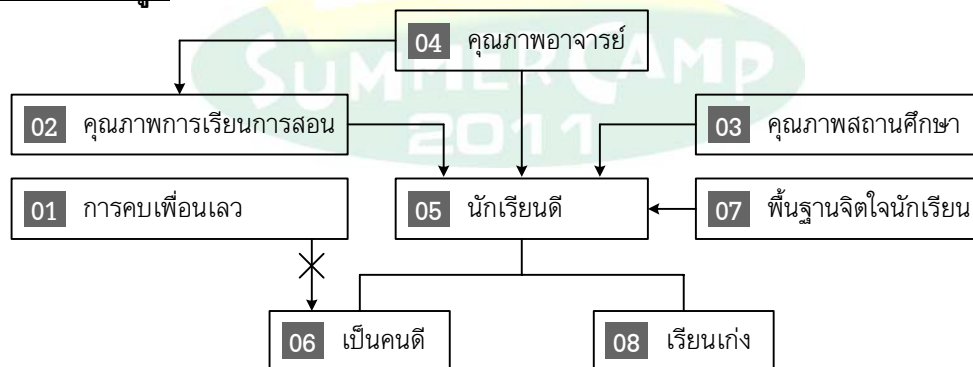 04 คุณภาพอาจารย์
SUMMERCAMP
2011
02 คุณภาพการเรียนการสอน
03 คุณภาพสถานศึกษา
01 การคบเพื่อนเลว
05 นักเรียนดี
07 พื้นฐานจิตใจนักเรียน
06 เป็นคนดี
08 เรียนเก่ง